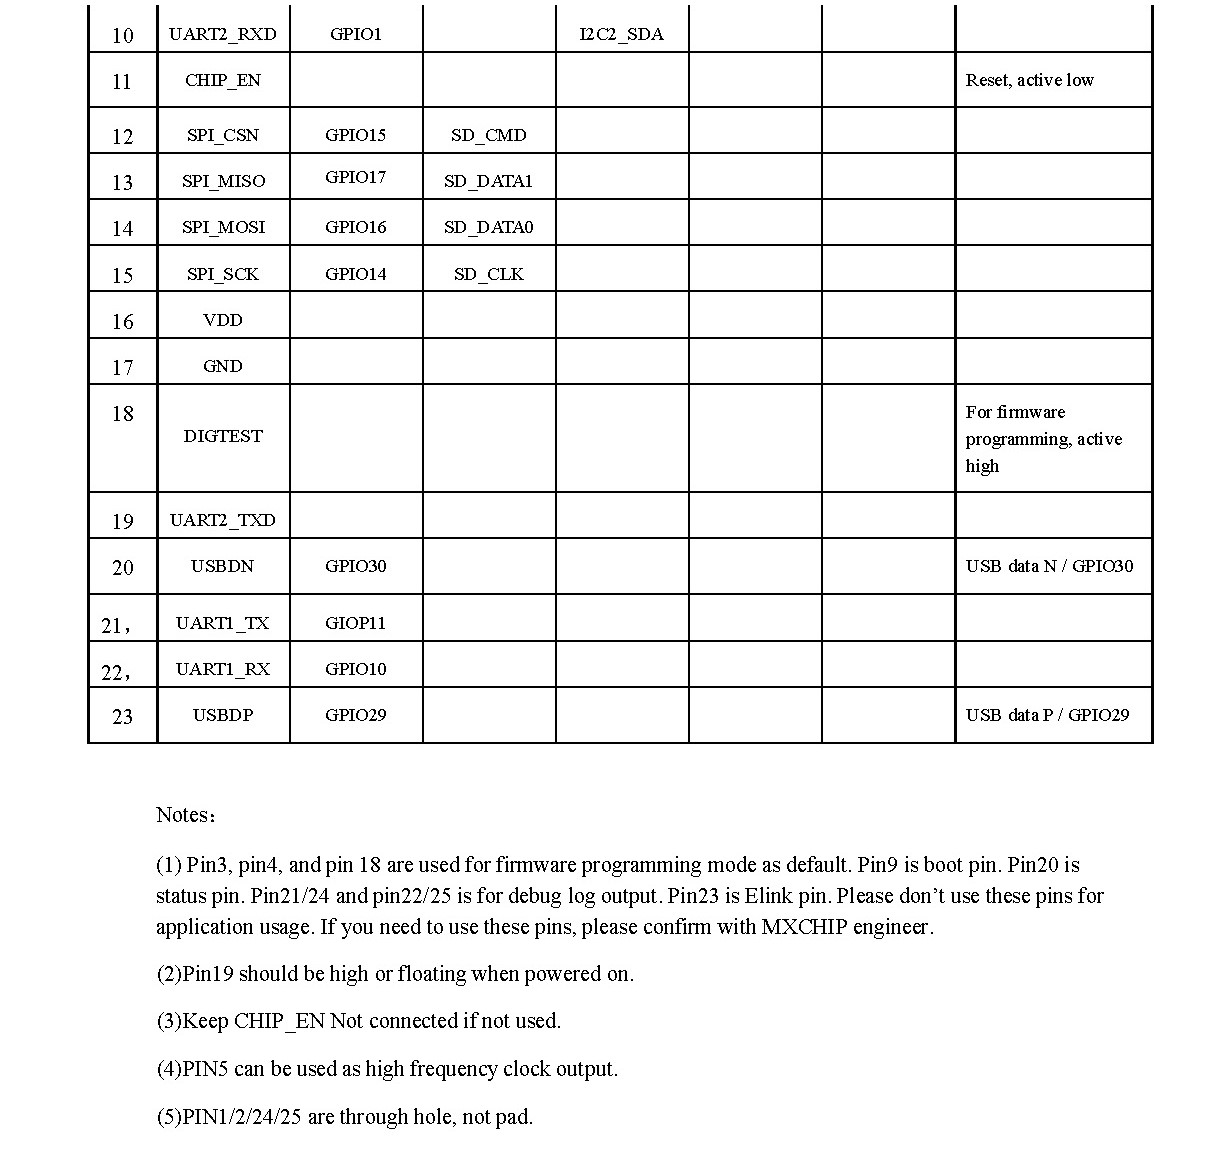 10 UART2_RXD GPIO1 I2C2_SDA
11 CHIP_EN Reset, active low
12 SPI_CSN GPIO15 SD_CMD
13 SPI_MISO GPIO17 SD_DATA1
14 SPI_MOSI GPIO16 SD_DATA0
15 SPI_SCK GPIO14 SD_CLK
16 VDD
17 GND
18 DIGTEST For firmware
programming, active
high
19 UART2_TXD
20 USBDN GPIO30 USB data N / GPIO30
21， UART1_TX GIOP11
22， UART1_RX GPIO10
23 USBDP GPIO29 USB data P / GPIO29
Notes：
(1) Pin3, pin4, and pin 18 are used for firmware programming mode as default. Pin9 is boot pin. Pin20 is
status pin. Pin21/24 and pin22/25 is for debug log output. Pin23 is Elink pin. Please don’t use these pins for
application usage. If you need to use these pins, please confirm with MXCHIP engineer.
(2)Pin19 should be high or floating when powered on.
(3)Keep CHIP_EN Not connected if not used.
(4)PIN5 can be used as high frequency clock output.
(5)PIN1/2/24/25 are through hole, not pad.